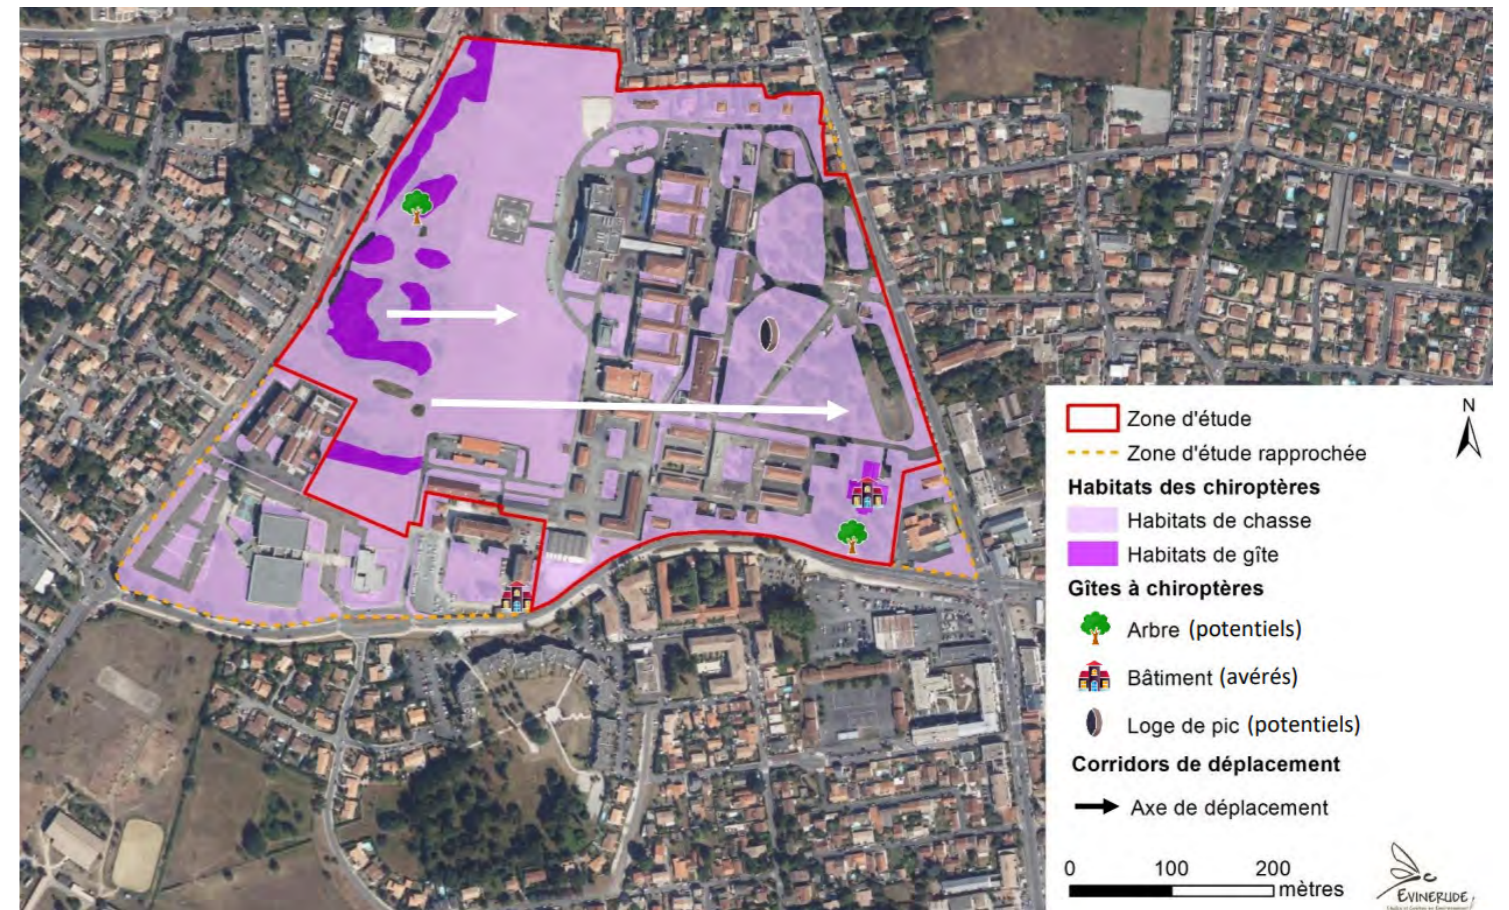 Zone d'étude
Zone d'étude rapprochée
N
Habitats des chiroptères
Habitats de chasse
Habitats de gîte
Gîtes à chiroptères
Arbre (potentiels)
Bâtiment (avérés)
Loge de pic (potentiels)
Corridors de déplacement
Axe de déplacement
0 100 200
mètres
EVINERUDE